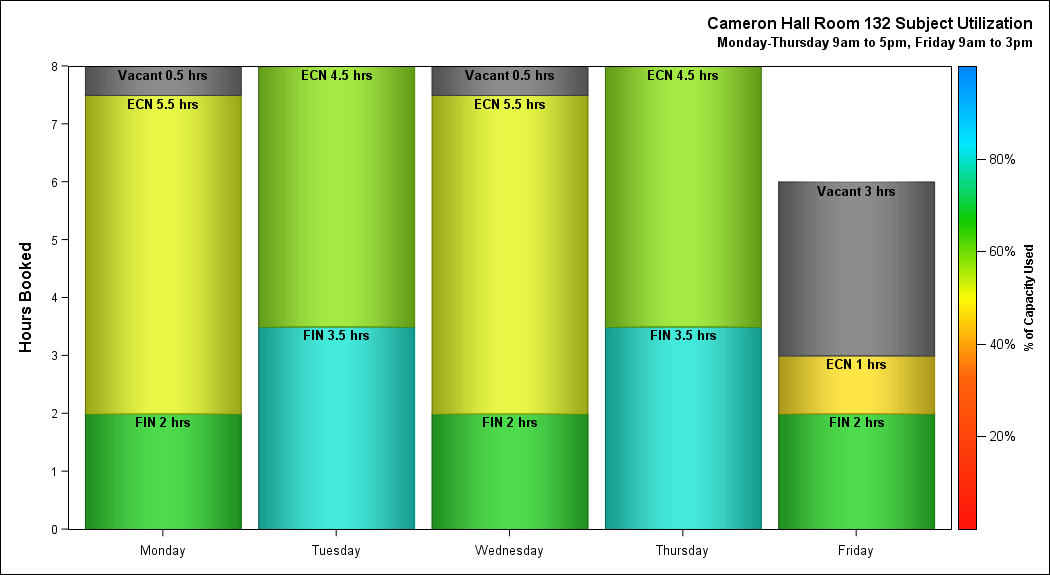 Cameron Hall Room 132 Subject Utilization
Monday-Thursday 9am to 5pm, Friday 9am to 3pm
Hours Booked
8
7
6
5
4
3
2
1
0
Vacant 0.5 hrs
ECN 5.5 hrs
FIN 2 hrs
ECN 4.5 hrs
FIN 3.5 hrs
Vacant 0.5 hrs
ECN 5.5 hrs
FIN 2 hrs
ECN 4.5 hrs
FIN 3.5 hrs
Vacant 3 hrs
ECN 1 hrs
FIN 2 hrs
Monday
Tuesday
Wednesday
Thursday
Friday
80%
60%
40%
20%
% of Capacity Used